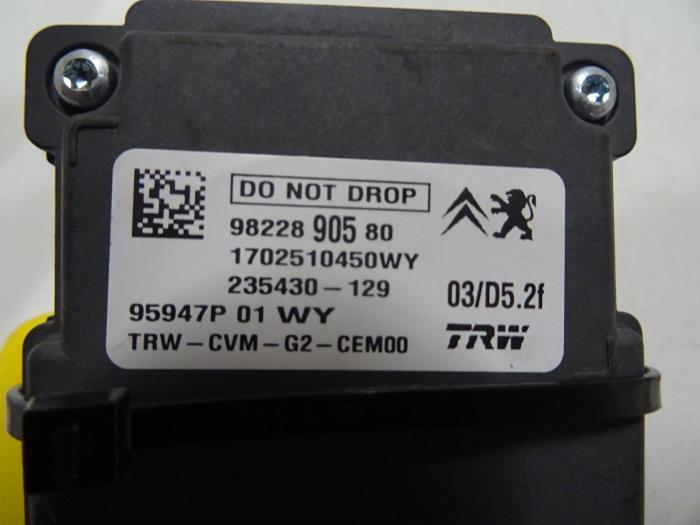 DO NOT DROP
98228 905 80
1702510450WY
235430-129
03/D5.2f
95947P 01 WY
TRW-CVM-G2-CEM00
TRW